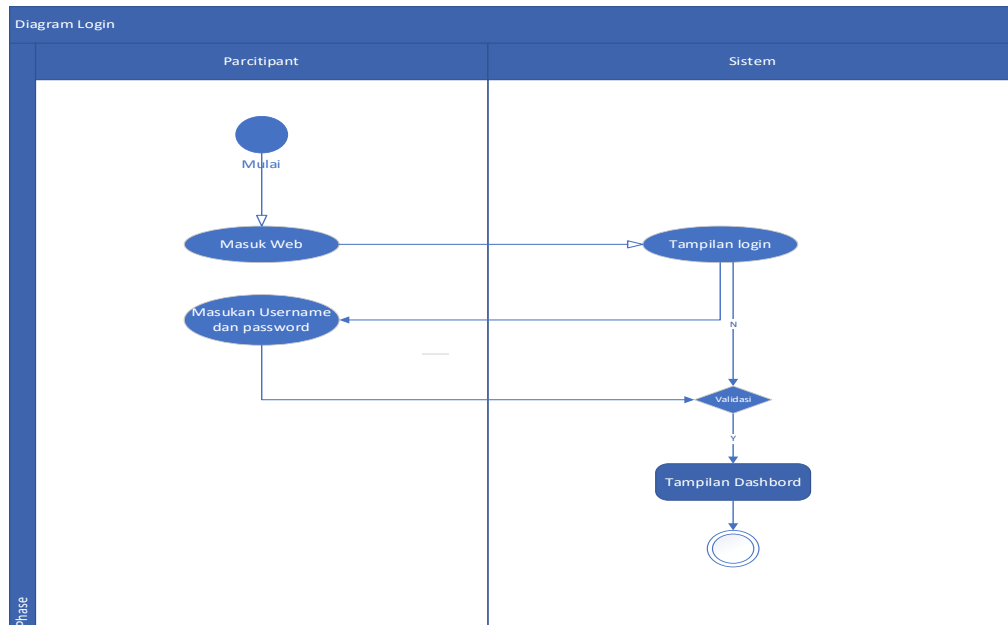 Diagram Login
Parcitipant
Sistem
Mulai
Masuk Web
Tampilan login
Masukan Username
dan password
N
Validasi
Y
Tampilan Dashbord
Phase